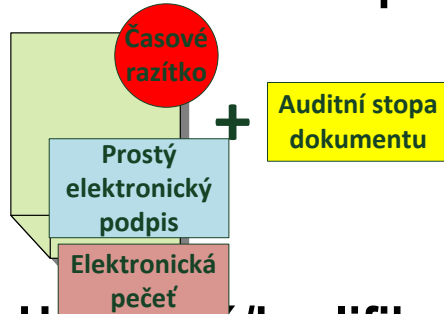 Časové
razítko
+
Auditní stopa
dokumentu
Prostý
elektronický
podpis
Elektronická
pečeť